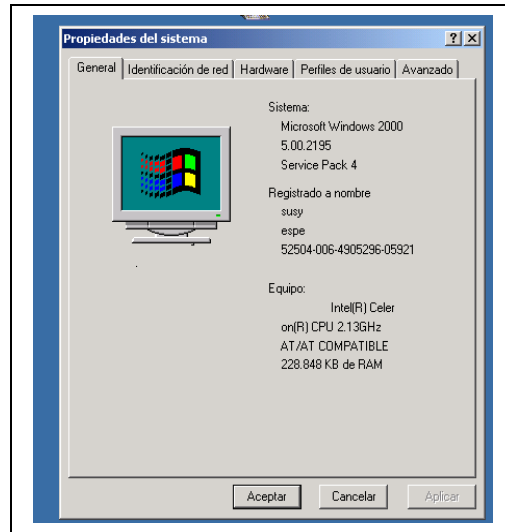 Propiedades del sistema
General Identificación de red Hardware Perfiles de usuario Avanzado
Sistema:
Microsoft Windows 2000
5.00.2195
Service Pack 4
Registrado a nombre
susy
espe
52504-006-4905296-05921
Equipo:
Intel(R) Celer
on(R) CPU 2.13GHz
AT/AT COMPATIBLE
228.848 KB de RAM
Aceptar Cancelar Aplicar